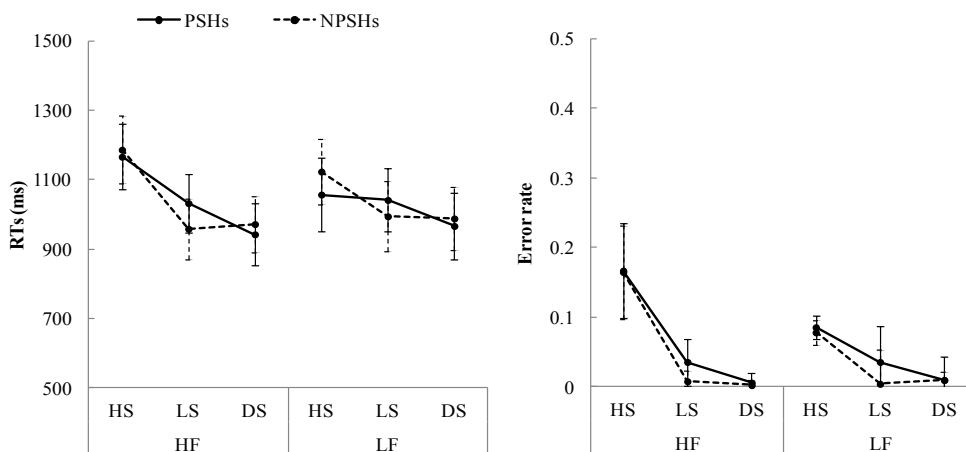 PSHs NPSHs
1500
1300
1100
900
700
500
RTs (ms)
HS LS DS HS LS DS
HF LF
0.5
0.4
0.3
0.2
0.1
0
Error rate
HS LS DS HS LS DS
HF LF